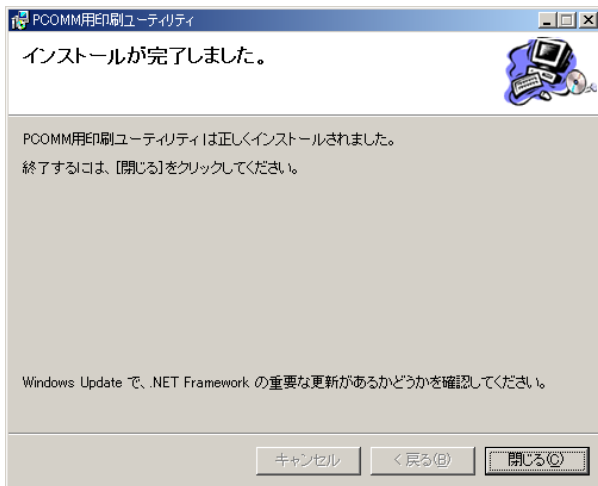 PCOMM用印刷ユーティリティ
インストールが完了しました。
PCOMM用印刷ユーティリティ は正しくインストールされました。
終了するには、[閉じる]をクリックしてください。
Windows Update で、.NET Framework の重要な更新があるかどうかを確認してください。
キャンセル
< 戻る(B)
閉じる(C)